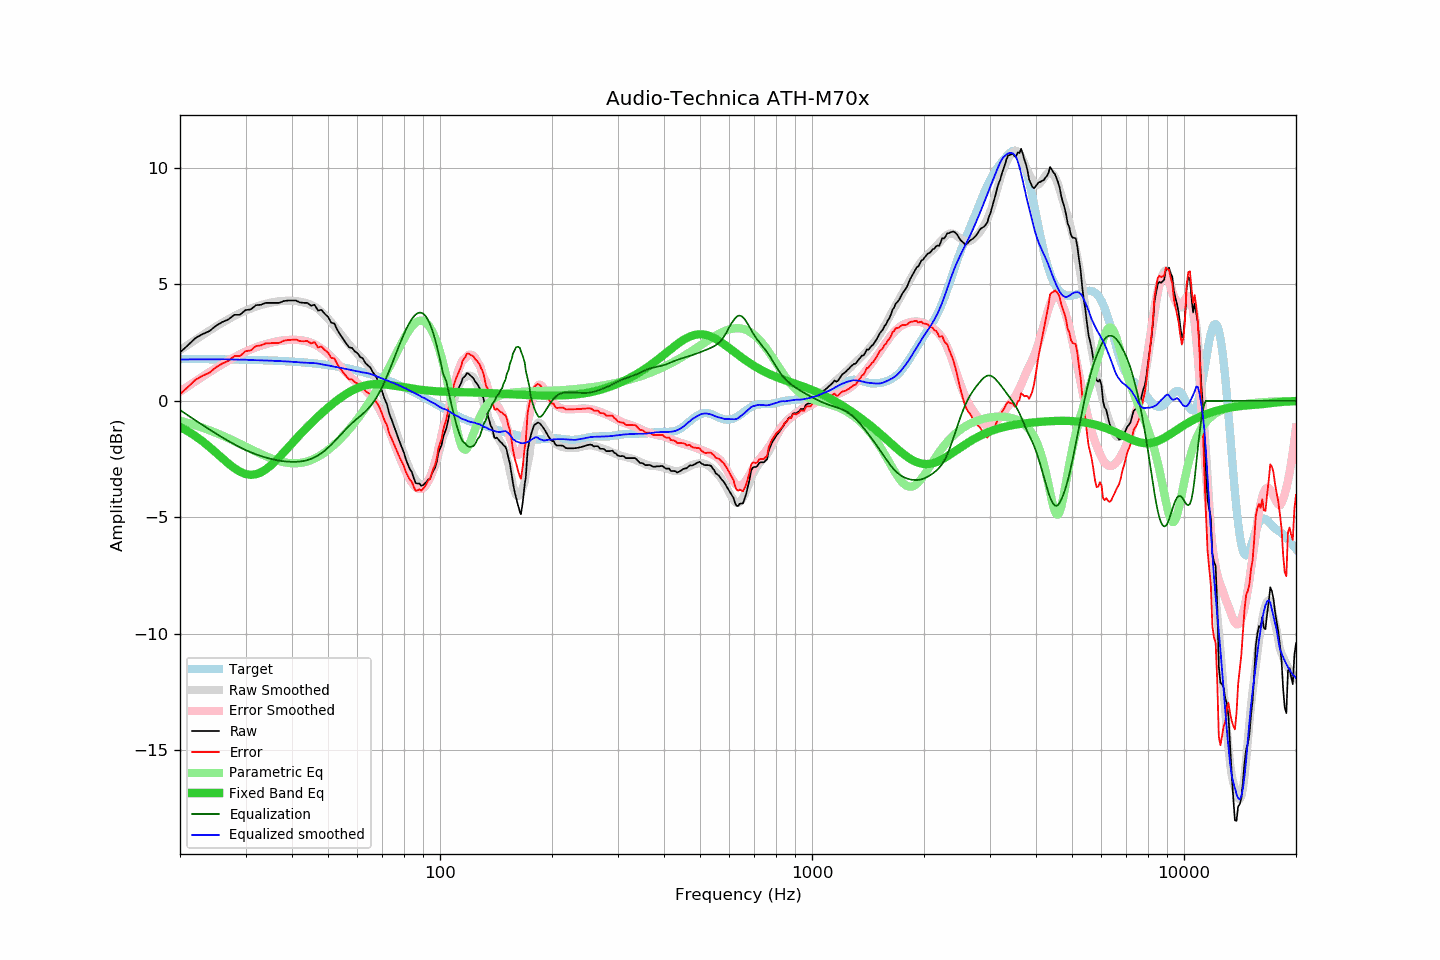 Audio-Technica ATH-M70x
10
5
0
−5
−10
−15
Amplitude (dBr)
Target
Raw Smoothed
Error Smoothed
Raw
Error
Parametric Eq
Fixed Band Eq
Equalization
Equalized smoothed
100
1000
10000
Frequency (Hz)